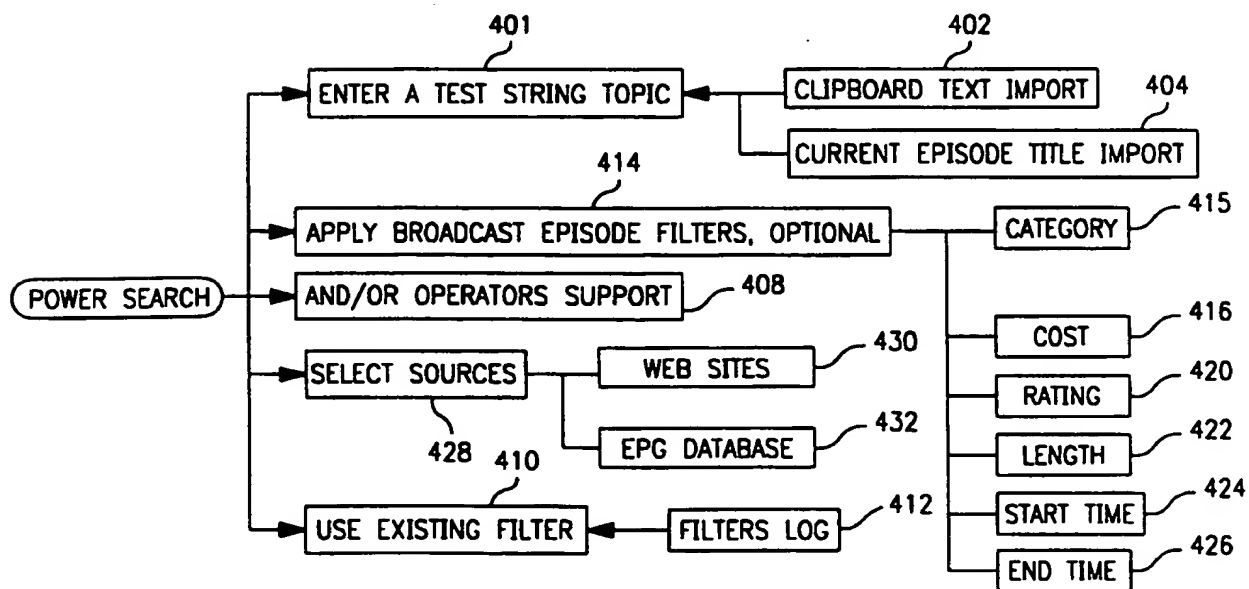 401
402
ENTER A TEST STRING TOPIC
CLIPBOARD TEXT IMPORT
404
CURRENT EPISODE TITLE IMPORT
414
415
APPLY BROADCAST EPISODE FILTERS, OPTIONAL
CATEGORY
POWER SEARCH
AND/OR OPERATORS SUPPORT
408
416
COST
430
SELECT SOURCES
WEB SITES
420
RATING
428
432
EPG DATABASE
422
LENGTH
410
424
START TIME
USE EXISTING FILTER
412
FILTERS LOG
426
END TIME